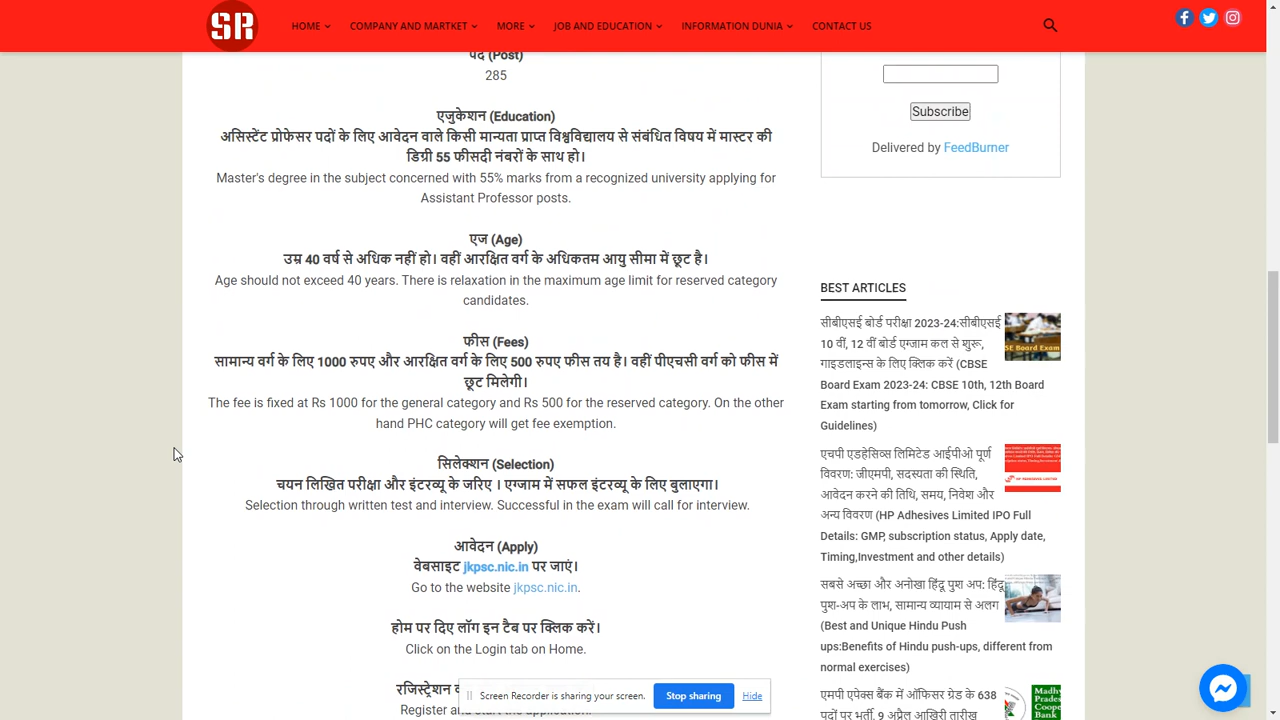 SR
HOME
COMPANY AND MARTKET
MORE
JOB AND EDUCATION
INFORMATION DUNIA
CONTACT US
पद (Post)
285
एजुकेशन (Education)
असिस्टेंट प्रोफेसर पदों के लिए आवेदन वाले किसी मान्यता प्राप्त विश्वविद्यालय से संबंधित विषय में मास्टर की
डिग्री 55 फीसदी नंबरों के साथ हो।
Master's degree in the subject concerned with 55% marks from a recognized university applying for
Assistant Professor posts.
एज (Age)
उम्र 40 वर्ष से अधिक नहीं हो। वहीं आरक्षित वर्ग के अधिकतम आयु सीमा में छूट है।
Age should not exceed 40 years. There is relaxation in the maximum age limit for reserved category
candidates.
फीस (Fees)
सामान्य वर्ग के लिए 1000 रुपए और आरक्षित वर्ग के लिए 500 रुपए फीस तय है। वहीं पीएचसी वर्ग को फीस में
छूट मिलेगी।
The fee is fixed at Rs 1000 for the general category and Rs 500 for the reserved category. On the other
hand PHC category will get fee exemption.
सिलेक्शन (Selection)
चयन लिखित परीक्षा और इंटरव्यू के जरिए । एग्जाम में सफल इंटरव्यू के लिए बुलाएगा।
Selection through written test and interview. Successful in the exam will call for interview.
आवेदन (Apply)
वेबसाइट jkpsc.nic.in पर जाएं।
Go to the website jkpsc.nic.in.
होम पर दिए लॉग इन टैब पर क्लिक करें।
Click on the Login tab on Home.
रजिस्ट्रेशन
Register and start the application.
Subscribe
Delivered by FeedBurner
BEST ARTICLES
सीबीएसई बोर्ड परीक्षा 2023-24:सीबीएसई
10 वीं, 12 वीं बोर्ड एग्जाम कल से शुरू,
गाइडलाइन्स के लिए क्लिक करें (CBSE
Board Exam 2023-24: CBSE 10th, 12th Board
Exam starting from tomorrow, Click for
Guidelines)
SE Board Exam
एचपी एडहेसिव्स लिमिटेड आईपीओ पूर्ण
विवरण: जीएमपी, सदस्यता की स्थिति,
आवेदन करने की तिथि, समय, निवेश और
अन्य विवरण (HP Adhesives Limited IPO Full
Details: GMP, subscription status, Apply date,
Timing,Investment and other details)
सबसे अच्छा और अनोखा हिंदू पुश अप: हिंदू
पुश-अप के लाभ, सामान्य व्यायाम से अलग
(Best and Unique Hindu Push
ups:Benefits of Hindu push-ups, different from
normal exercises)
एमपी एपेक्स बैंक में ऑफिसर ग्रेड के 638
पदों पर भर्ती, 9 अप्रैल आखिरी तारीख
Madhy
Prades
Coope
Bank
Screen Recorder is sharing your screen.
Stop sharing
Hide